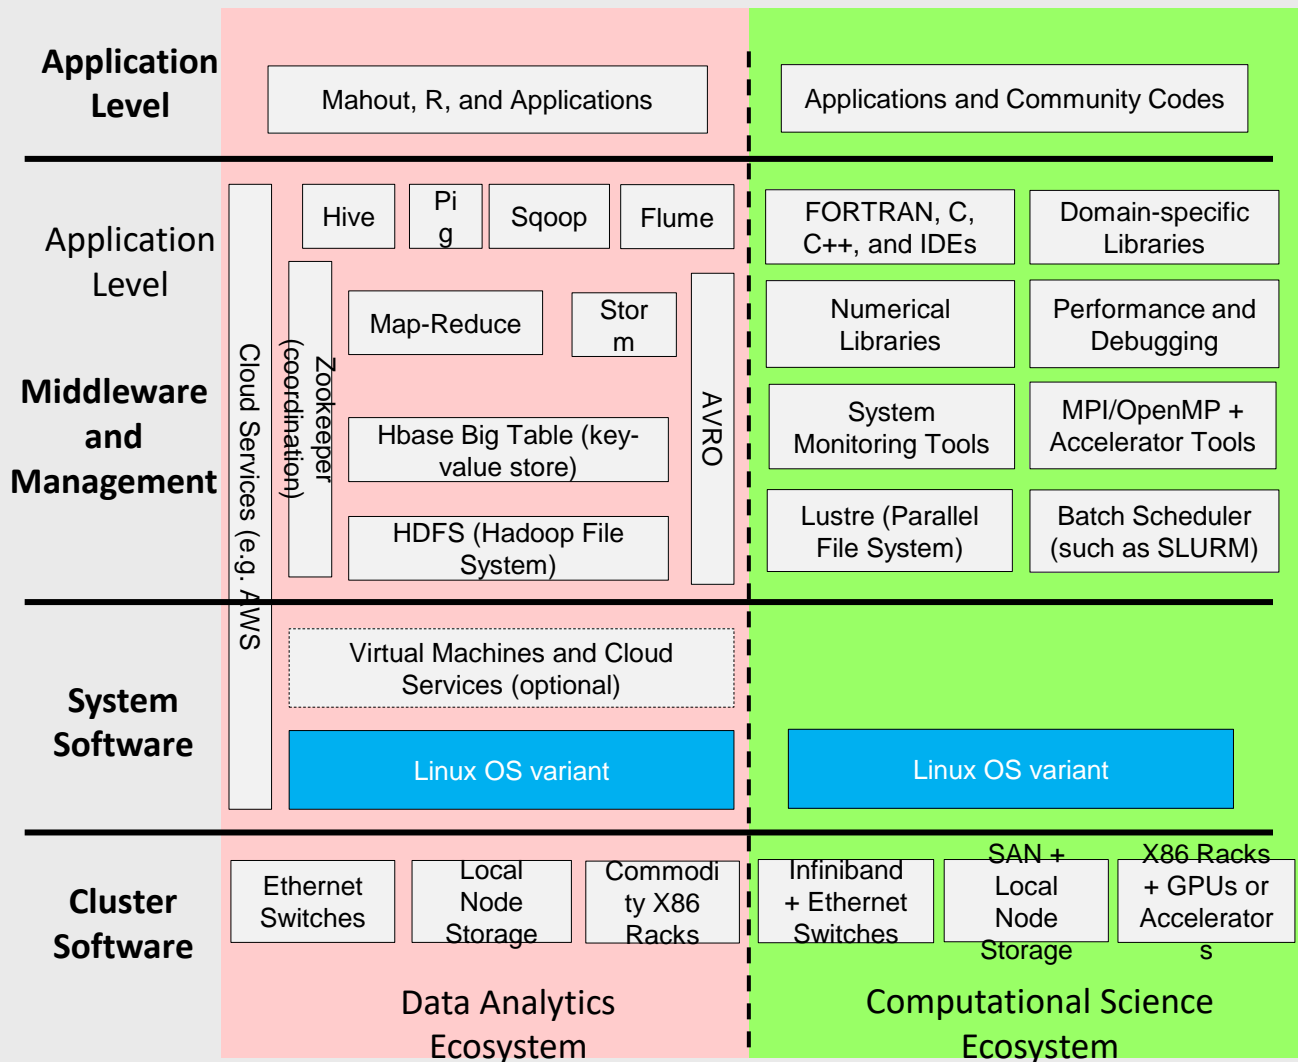 Application
Level
Mahout, R, and Applications
Applications and Community Codes
Application
Level
Middleware
and
Management
Cloud Services (e.g. AWS
Hive
Pi
g
Sqoop
Flume
Zookeeper
(coordination)
Map-Reduce
Stor
m
AVRO
Hbase Big Table (key-
value store)
HDFS (Hadoop File
System)
FORTRAN, C,
C++, and IDEs
Domain-specific
Libraries
Numerical
Libraries
Performance and
Debugging
System
Monitoring Tools
MPI/OpenMP +
Accelerator Tools
Lustre (Parallel
File System)
Batch Scheduler
(such as SLURM)
System
Software
Virtual Machines and Cloud
Services (optional)
Linux OS variant
Linux OS variant
Cluster
Software
Ethernet
Switches
Local
Node
Storage
Commodi
ty X86
Racks
Infiniband
+ Ethernet
Switches
SAN +
Local
Node
Storage
X86 Racks
+ GPUs or
Accelerator
s
Data Analytics
Ecosystem
Computational Science
Ecosystem